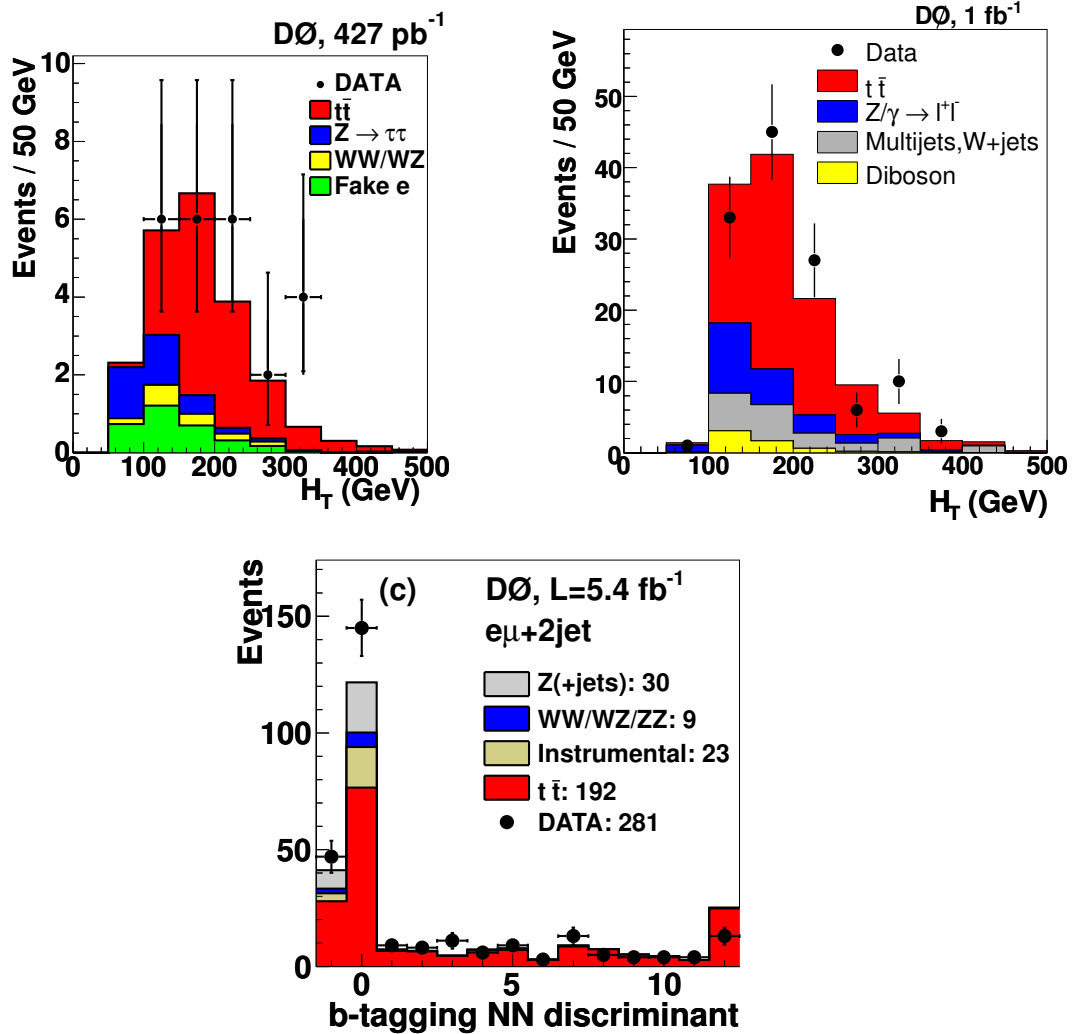 DØ, 427 pb⁻¹
Events / 50 GeV
10
8
6
4
2
0
DATA
tt̄
Z → ττ
WW/WZ
Fake e
0 100 200 300 400 500
H_T (GeV)
DØ, 1 fb⁻¹
Events / 50 GeV
50
40
30
20
10
0
Data
t t̄
Z/γ → l⁺l⁻
Multijets,W+jets
Diboson
0 100 200 300 400 500
H_T (GeV)
Events
150
100
50
0
(c)
DØ, L=5.4 fb⁻¹
eμ+2jet
Z(+jets): 30
WW/WZ/ZZ: 9
Instrumental: 23
t t̄: 192
DATA: 281
0 5 10
b-tagging NN discriminant